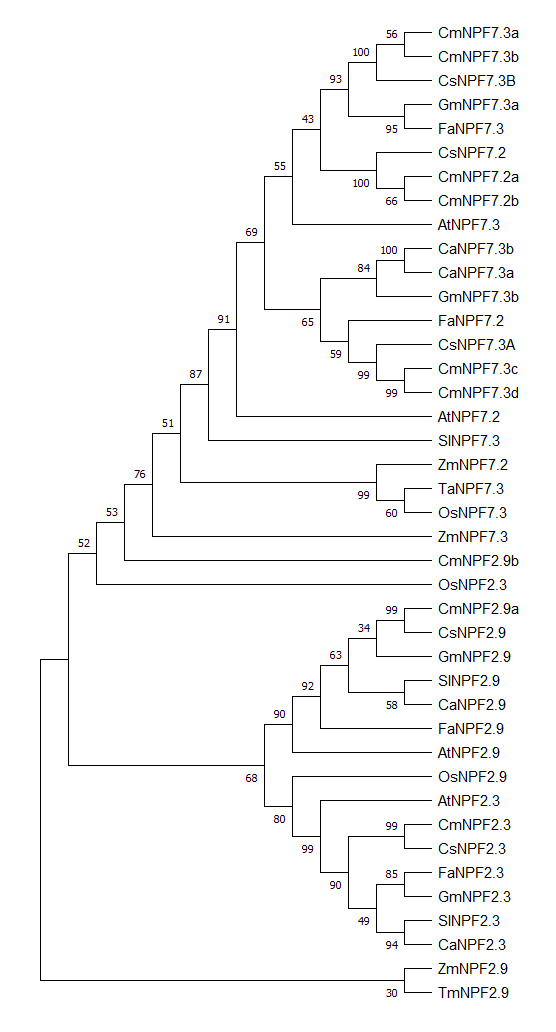 56 CmNPF7.3a
100 CmNPF7.3b
93 CsNPF7.3B
GmNPF7.3a
43 95 FaNPF7.3
CsNPF7.2
55 100 CmNPF7.2a
66 CmNPF7.2b
AtNPF7.3
69 100 CaNPF7.3b
84 CaNPF7.3a
GmNPF7.3b
91 65 FaNPF7.2
59 CsNPF7.3A
87 99 CmNPF7.3c
99 CmNPF7.3d
51 AtNPF7.2
SlNPF7.3
76 ZmNPF7.2
99 TaNPF7.3
53 60 OsNPF7.3
52 ZmNPF7.3
CmNPF2.9b
OsNPF2.3
99 CmNPF2.9a
34 CsNPF2.9
63 GmNPF2.9
92 SlNPF2.9
58 CaNPF2.9
90 FaNPF2.9
AtNPF2.9
68 OsNPF2.9
80 AtNPF2.3
99 99 CmNPF2.3
CsNPF2.3
90 85 FaNPF2.3
GmNPF2.3
49 SlNPF2.3
94 CaNPF2.3
ZmNPF2.9
30 TmNPF2.9